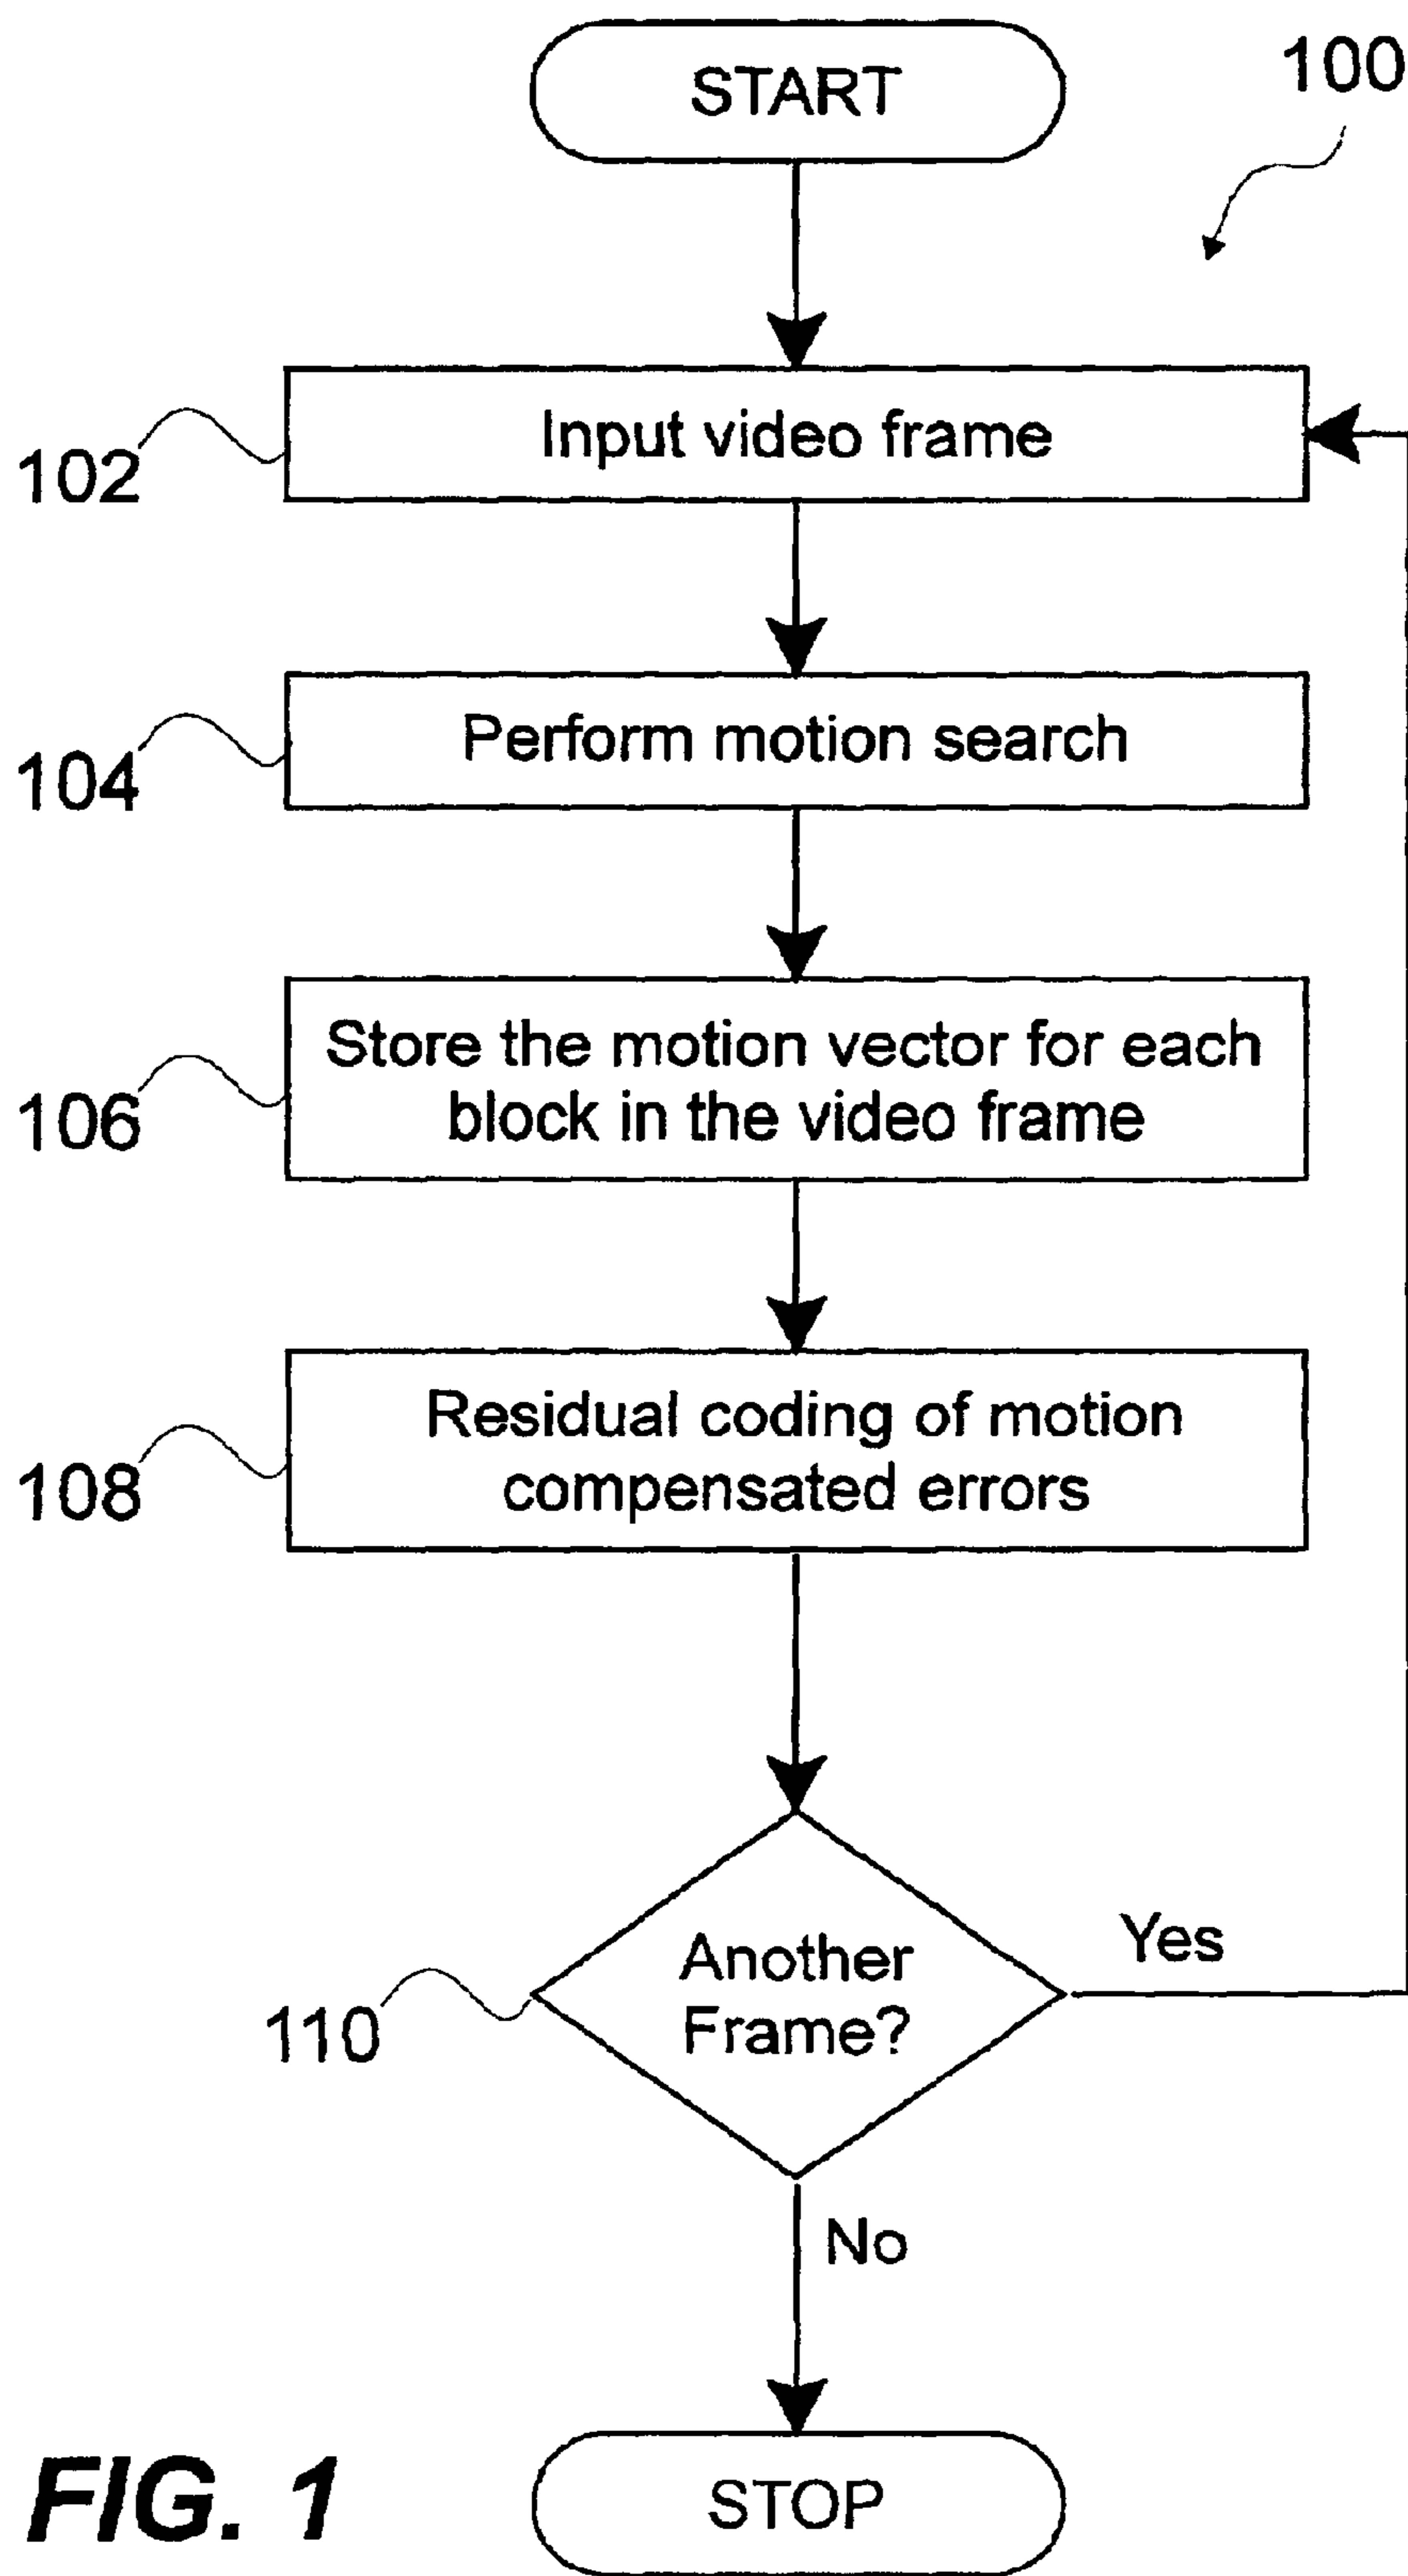 START
100
102
Input video frame
104
Perform motion search
106
Store the motion vector for each
block in the video frame
108
Residual coding of motion
compensated errors
110
Another
Frame?
Yes
No
STOP
FIG. 1